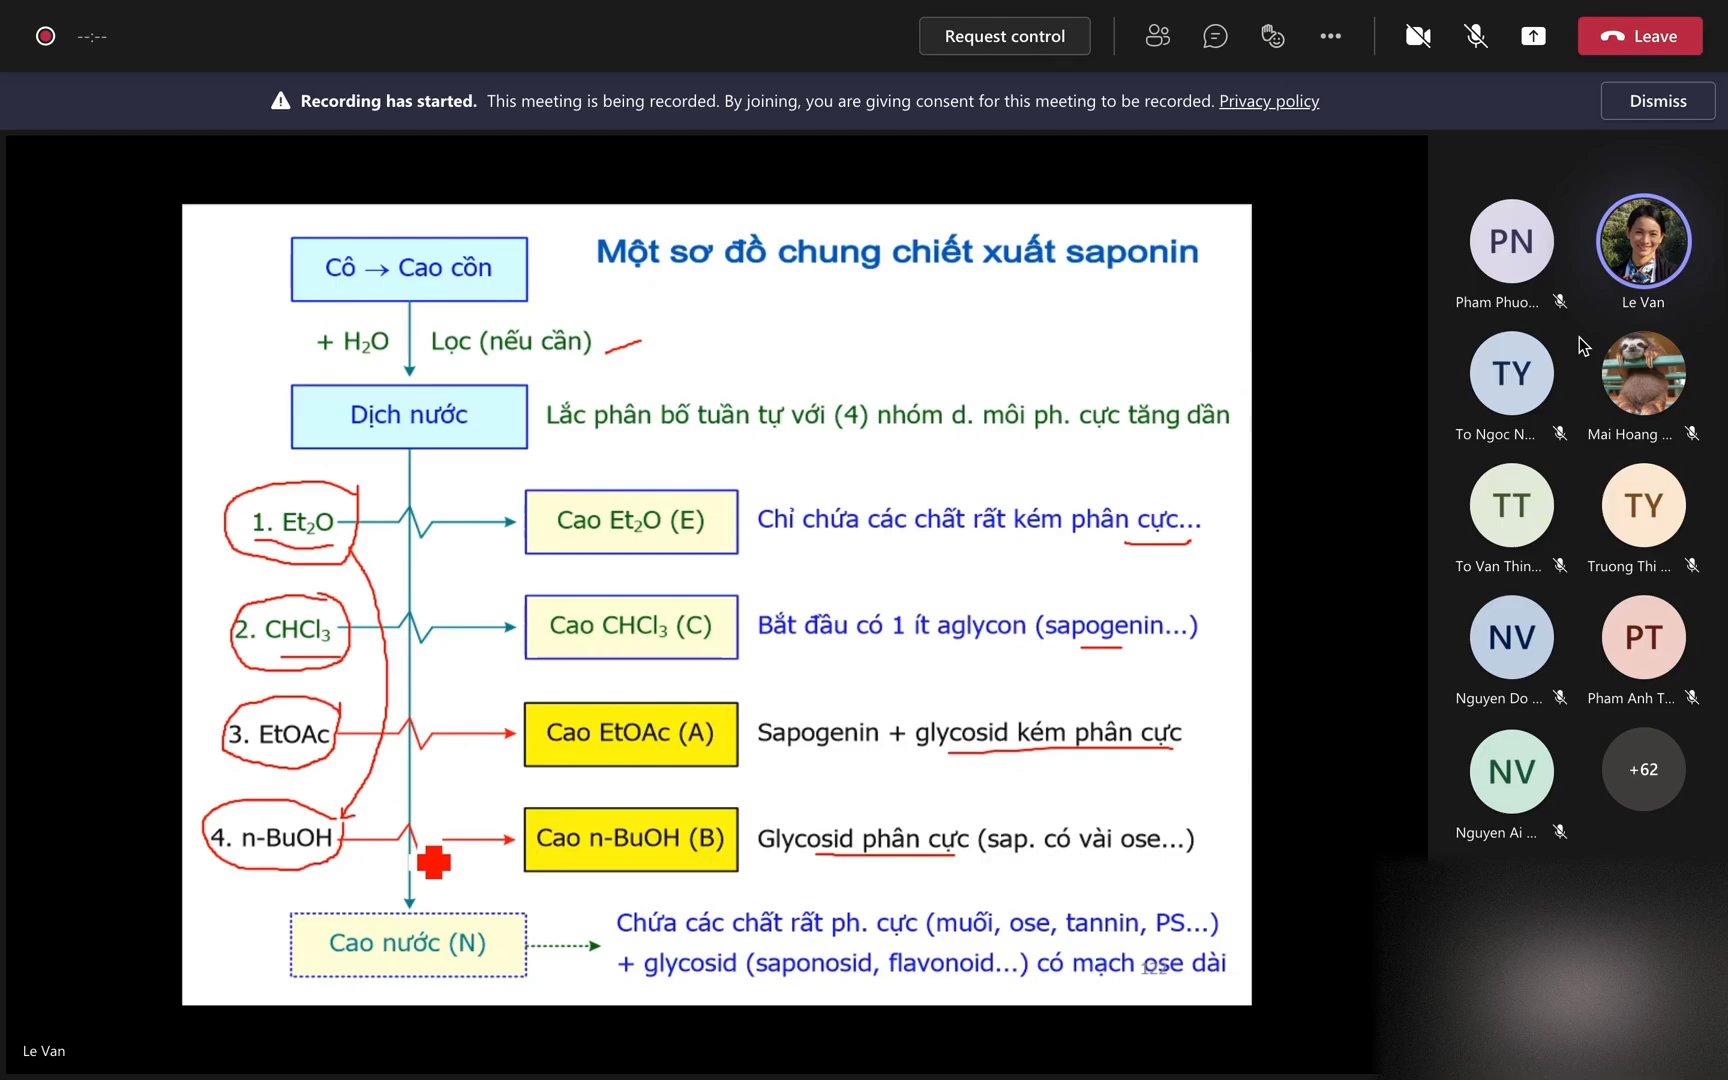 --:--
Request control
Leave
Recording has started. This meeting is being recorded. By joining, you are giving consent for this meeting to be recorded. Privacy policy
Dismiss
Một sơ đồ chung chiết xuất saponin
Cô → Cao cồn
+ H₂O Lọc (nếu cần)
Dịch nước
Lắc phân bố tuần tự với (4) nhóm d. môi ph. cực tăng dần
1. Et₂O
Cao Et₂O (E)
Chỉ chứa các chất rất kém phân cực...
2. CHCl₃
Cao CHCl₃ (C)
Bắt đầu có 1 ít aglycon (sapogenin...)
3. EtOAc
Cao EtOAc (A)
Sapogenin + glycosid kém phân cực
4. n-BuOH
Cao n-BuOH (B)
Glycosid phân cực (sap. có vài ose...)
Cao nước (N)
Chứa các chất rất ph. cực (muối, ose, tannin, PS...)
+ glycosid (saponosid, flavonoid...) có mạch ose dài
PN
Pham Phuo...
Le Van
TY
To Ngoc N...
Mai Hoang ...
TT
To Van Thin...
TY
Truong Thi ...
NV
Nguyen Do ...
PT
Pham Anh T...
NV
Nguyen Ai ...
+62
Le Van